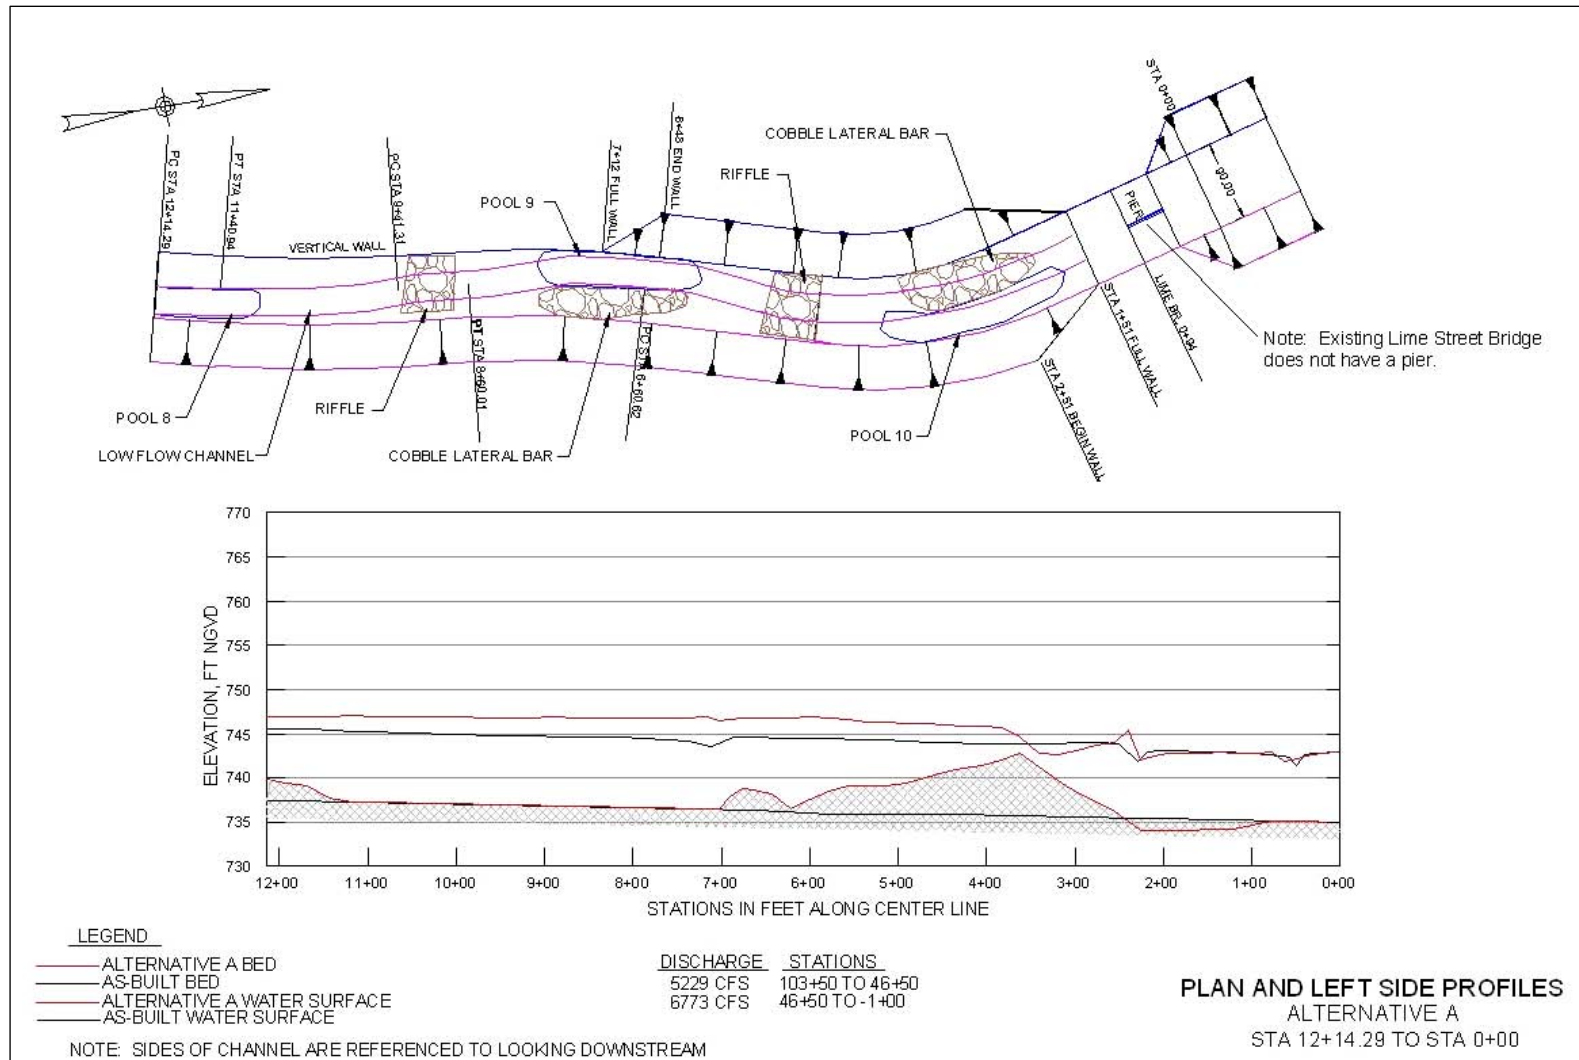 STA 0+00
COBBLE LATERAL BAR
6+48 END WALL
7+12 FULL WALL
RIFFLE
PC STA 12+14.29
PT STA 11+40.94
PC STA 9+41.31
POOL 9
90.00
PIER
VERTICAL WALL
LIME BR. 0+94
STA 1+51 FULL WALL
Note: Existing Lime Street Bridge
does not have a pier.
PT STA 8+60.01
PC STA 6+60.62
STA 2+51 BEGIN WALL
POOL 8
RIFFLE
POOL 10
LOW FLOW CHANNEL
COBBLE LATERAL BAR
770
765
760
755
750
745
740
735
730
ELEVATION, FT NGVD
12+00 11+00 10+00 9+00 8+00 7+00 6+00 5+00 4+00 3+00 2+00 1+00 0+00
STATIONS IN FEET ALONG CENTER LINE
LEGEND
ALTERNATIVE A BED
AS-BUILT BED
ALTERNATIVE A WATER SURFACE
AS-BUILT WATER SURFACE
DISCHARGE STATIONS
5229 CFS 103+50 TO 46+50
6773 CFS 46+50 TO -1+00
PLAN AND LEFT SIDE PROFILES
ALTERNATIVE A
STA 12+14.29 TO STA 0+00
NOTE: SIDES OF CHANNEL ARE REFERENCED TO LOOKING DOWNSTREAM